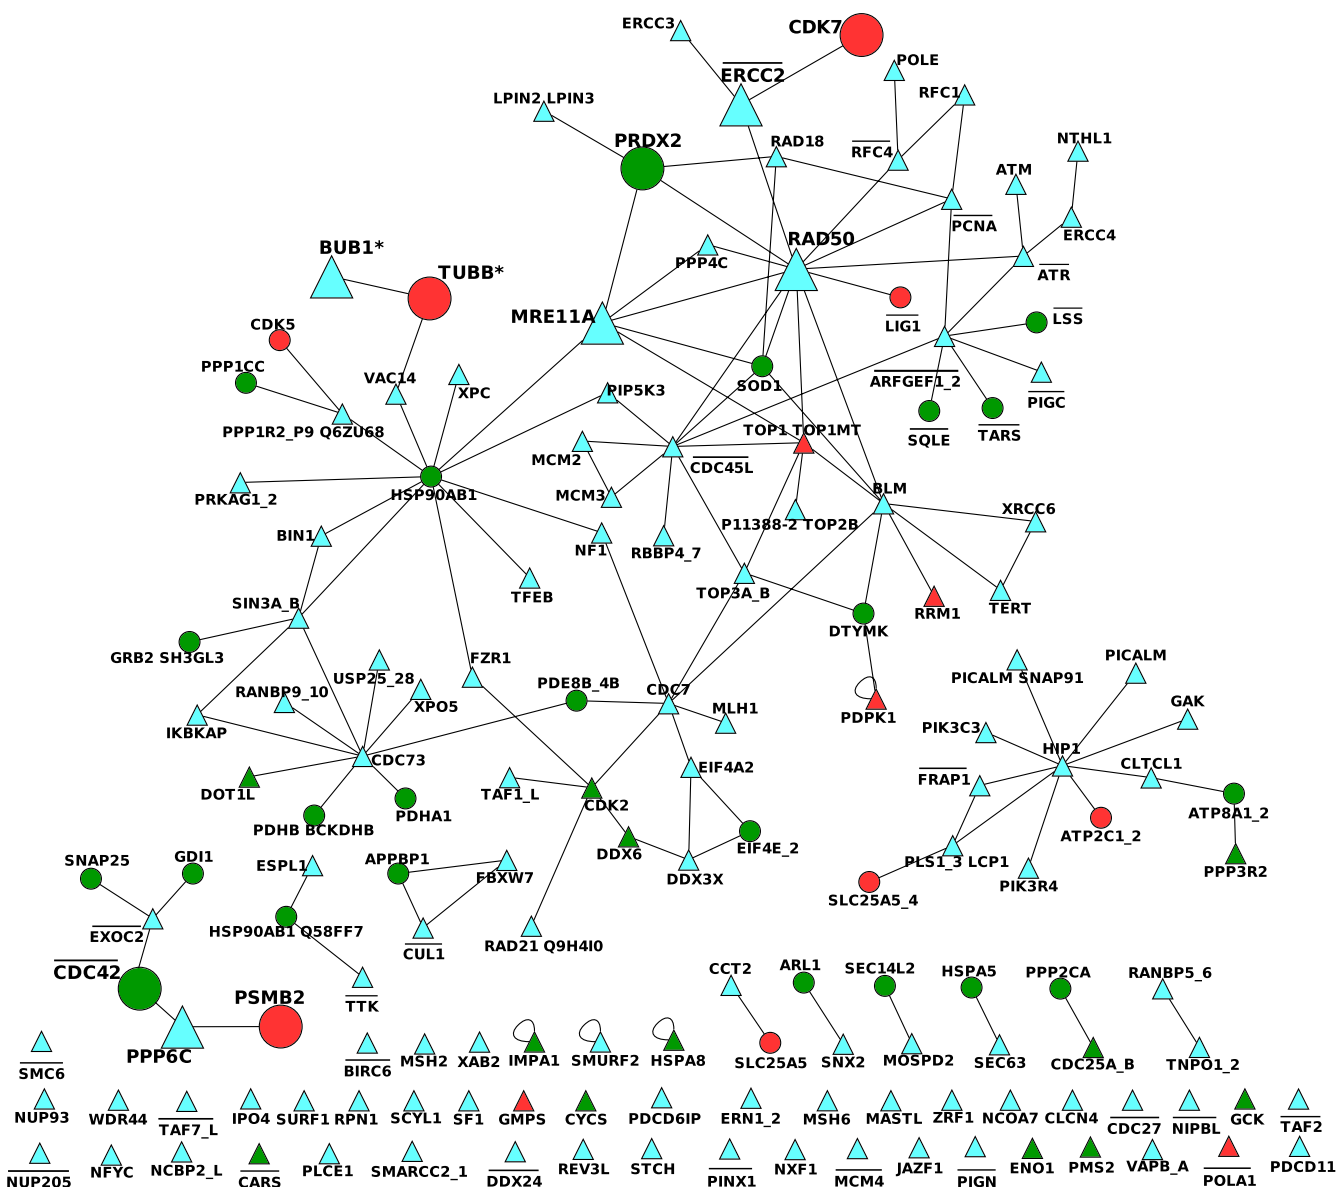 ERCC3
CDK7
ERCC2
POLE
RFC1
LPIN2 LPIN3
PRDX2
RAD18
RFC4
NTHL1
ATM
PCNA
ERCC4
BUB1*
TUBB*
PPP4C
RAD50
ATR
MRE11A
LIG1
LSS
CDK5
PPP1CC
VAC14
XPC
PIP5K3
SOD1
ARFGEF1_2
PIGC
PPP1R2_P9 Q6ZU68
TOP1 TOP1MT
SQLE
TARS
MCM2
CDC45L
PRKAG1_2
HSP90AB1
MCM3
BLM
P11388-2 TOP2B
XRCC6
BIN1
NF1
RBBP4_7
TFEB
TOP3A_B
SIN3A_B
RRM1
TERT
DTYMK
GRB2 SH3GL3
FZR1
USP25_28
PDE8B_4B
CDC7
PICALM SNAP91
PICALM
RANBP9_10
XPO5
MLH1
PDPK1
GAK
IKBKAP
PIK3C3
HIP1
CDC73
EIF4A2
FRAP1
CLTCL1
DOT1L
TAF1_L
CDK2
PDHB BCKDHB
PDHA1
ATP2C1_2
ATP8A1_2
DDX6
EIF4E_2
SNAP25
GDI1
ESPL1
APPBP1
FBXW7
DDX3X
PLS1_3 LCP1
PIK3R4
PPP3R2
SLC25A5_4
EXOC2
HSP90AB1 Q58FF7
CUL1
RAD21 Q9H4I0
CDC42
PSMB2
TTK
CCT2
ARL1
SEC14L2
HSPA5
PPP2CA
RANBP5_6
PPP6C
SMC6
BIRC6
MSH2
XAB2
IMPA1
SMURF2
HSPA8
SLC25A5
SNX2
MOSPD2
SEC63
CDC25A_B
TNPO1_2
NUP93
WDR44
TAF7_L
IPO4
SURF1
RPN1
SCYL1
SF1
GMPS
CYCS
PDCD6IP
ERN1_2
MSH6
MASTL
ZRF1
NCOA7
CLCN4
CDC27
NIPBL
GCK
TAF2
NUP205
NFYC
NCBP2_L
CARS
PLCE1
SMARCC2_1
DDX24
REV3L
STCH
PINX1
NXF1
MCM4
JAZF1
PIGN
ENO1
PMS2
VAPB_A
POLA1
PDCD11